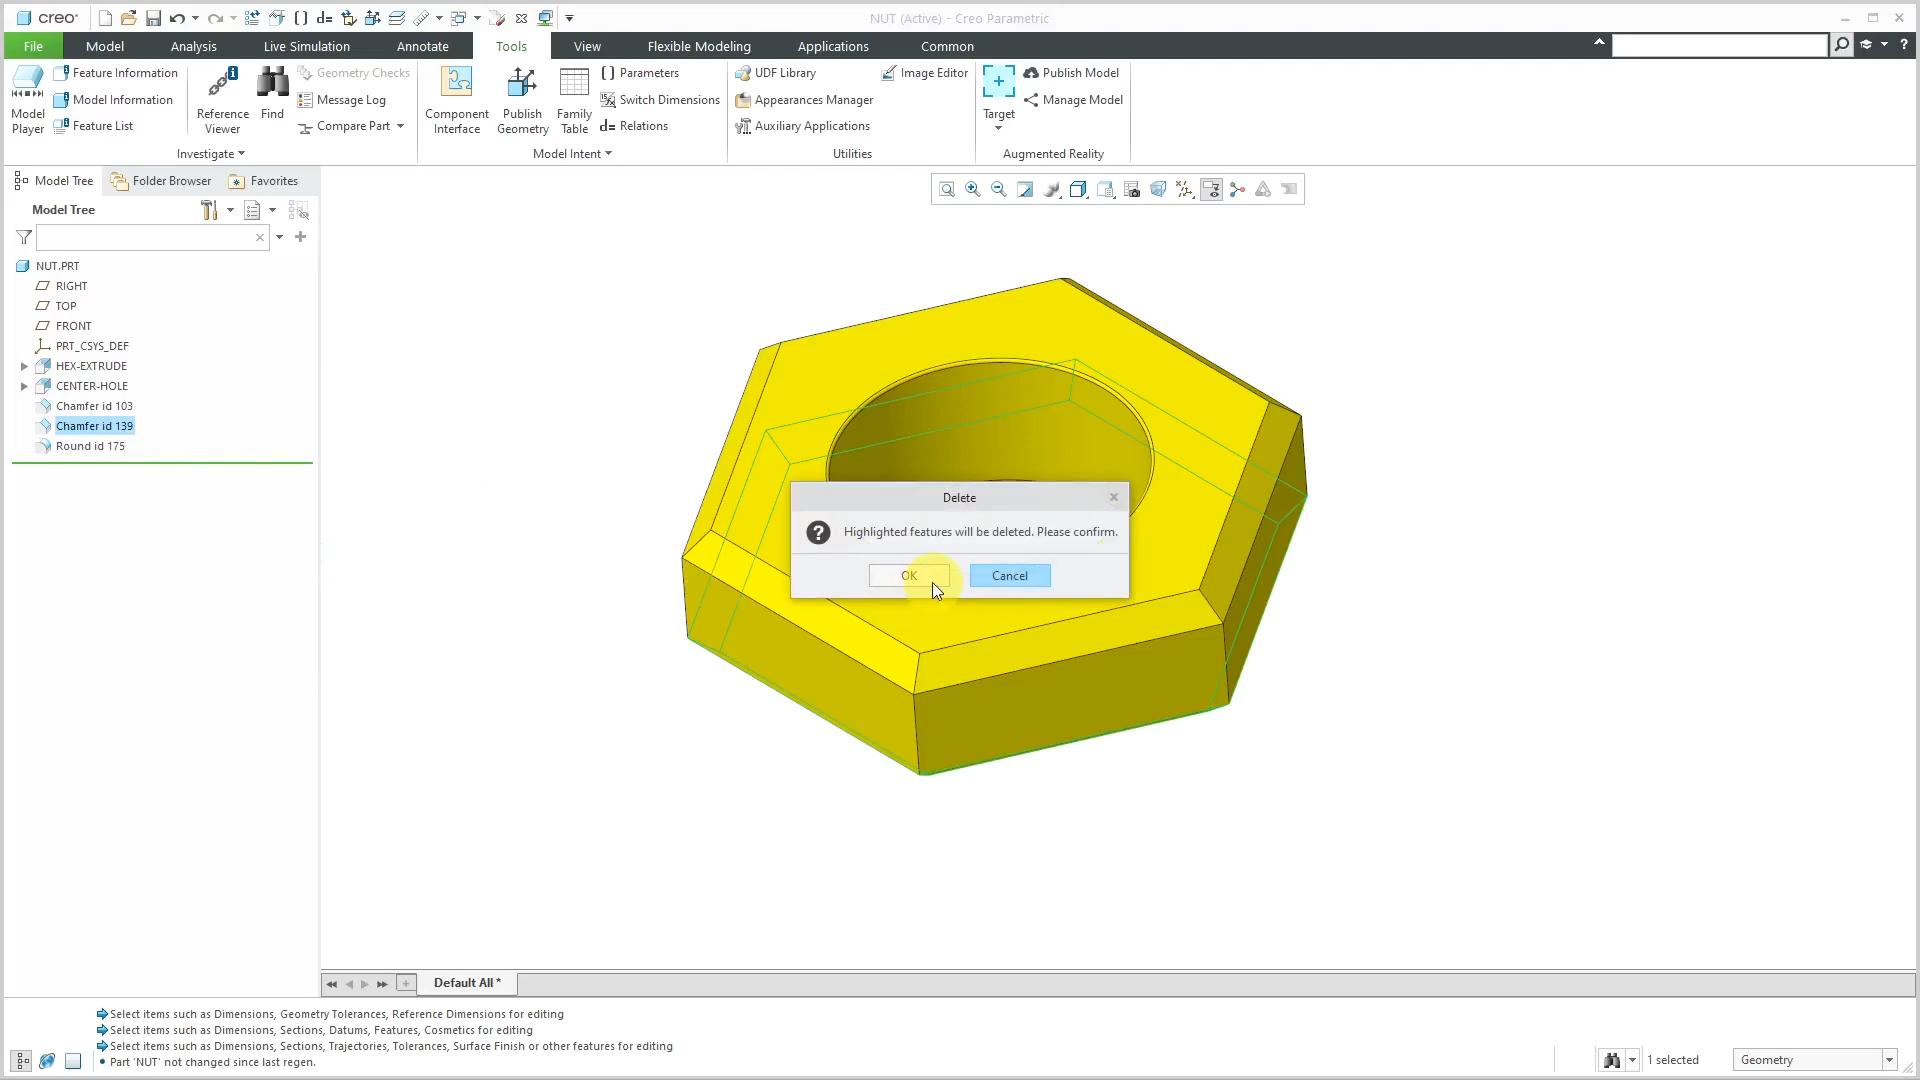 creo
d=
NUT (Active) - Creo Parametric
File
Model
Analysis
Live Simulation
Annotate
Tools
View
Flexible Modeling
Applications
Common
Model Player
Feature Information
Model Information
Feature List
Reference Viewer
Find
Geometry Checks
Message Log
Compare Part
Investigate
Component Interface
Publish Geometry
Family Table
Parameters
Switch Dimensions
d= Relations
Model Intent
UDF Library
Appearances Manager
Auxiliary Applications
Image Editor
Utilities
Target
Publish Model
Manage Model
Augmented Reality
Model Tree
Folder Browser
Favorites
Model Tree
NUT.PRT
RIGHT
TOP
FRONT
PRT_CSYS_DEF
HEX-EXTRUDE
CENTER-HOLE
Chamfer id 103
Chamfer id 139
Round id 175
Delete
Highlighted features will be deleted. Please confirm.
OK
Cancel
Default All *
Select items such as Dimensions, Geometry Tolerances, Reference Dimensions for editing
Select items such as Dimensions, Sections, Datums, Features, Cosmetics for editing
Select items such as Dimensions, Sections, Trajectories, Tolerances, Surface Finish or other features for editing
• Part 'NUT' not changed since last regen.
1 selected
Geometry